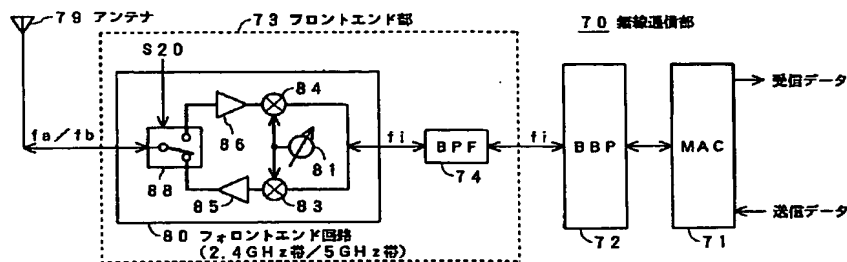 79 アンテナ
73 フロントエンド部
70 無線通信部
S20
84
86
81
fa/fb
88
85
83
fi
BPF
74
fi
BBP
72
MAC
71
受信データ
送信データ
80 フォロントエンド回路
(2.4GHz帯/5GHz帯)